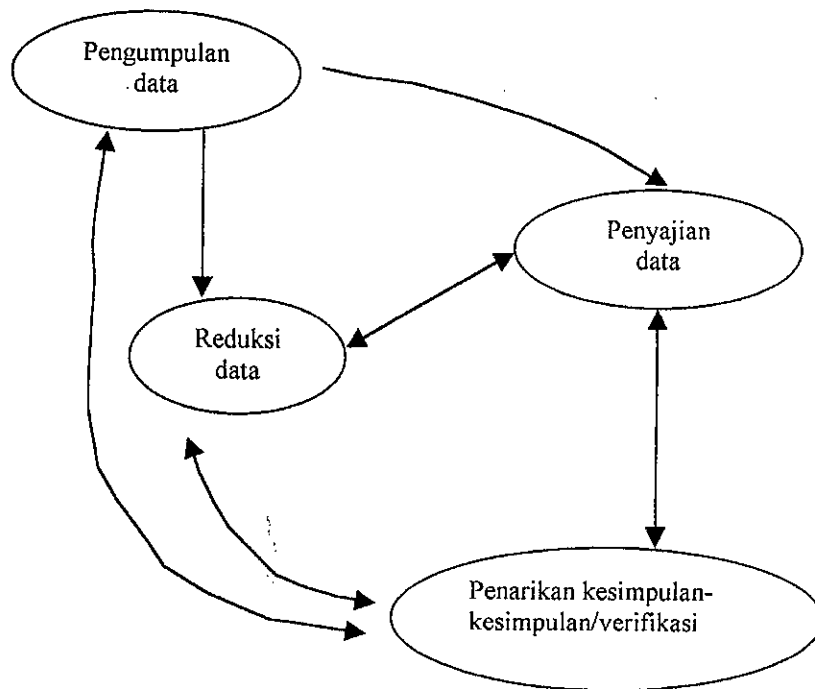 Pengumpulan
data
Penyajian
data
Reduksi
data
Penarikan kesimpulan-
kesimpulan/verifikasi